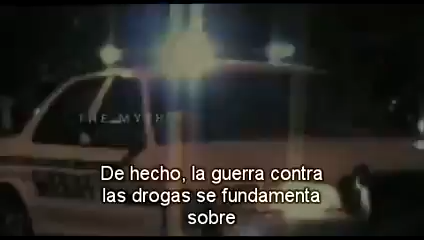 THE MYTH
De hecho, la guerra contra
las drogas se fundamenta
sobre